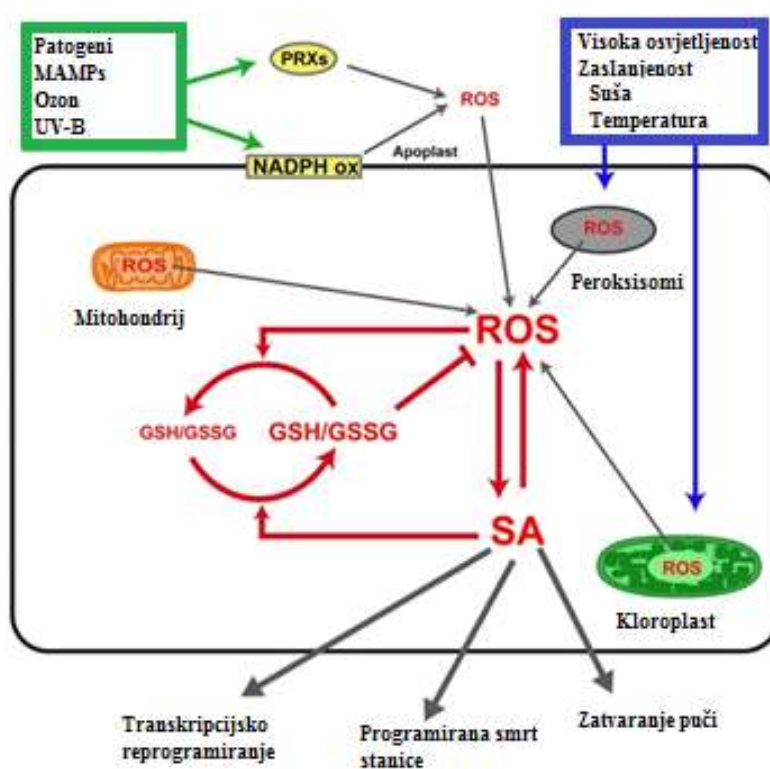 Patogeni
MAMPs
Ozon
UV-B
PRXs
ROS
Visoka osvjetljenost
Zaslanjenost
Suša
Temperatura
Apoplast
NADPH ox
ROS
Mitohondrij
ROS
Peroksisomi
ROS
GSH/GSSG
GSH/GSSG
SA
ROS
Kloroplast
Transkripcijsko
reprogramiranje
Programirana smrt
stanice
Zatvaranje puči